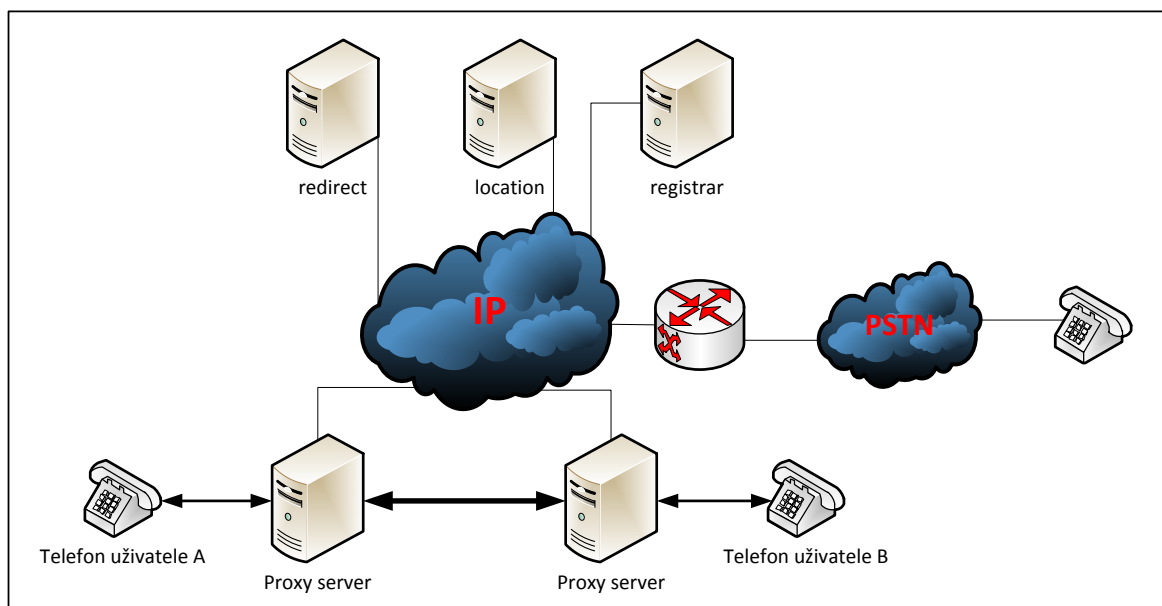 redirect
location
registrar
IP
PSTN
Telefon uživatele A
Proxy server
Proxy server
Telefon uživatele B